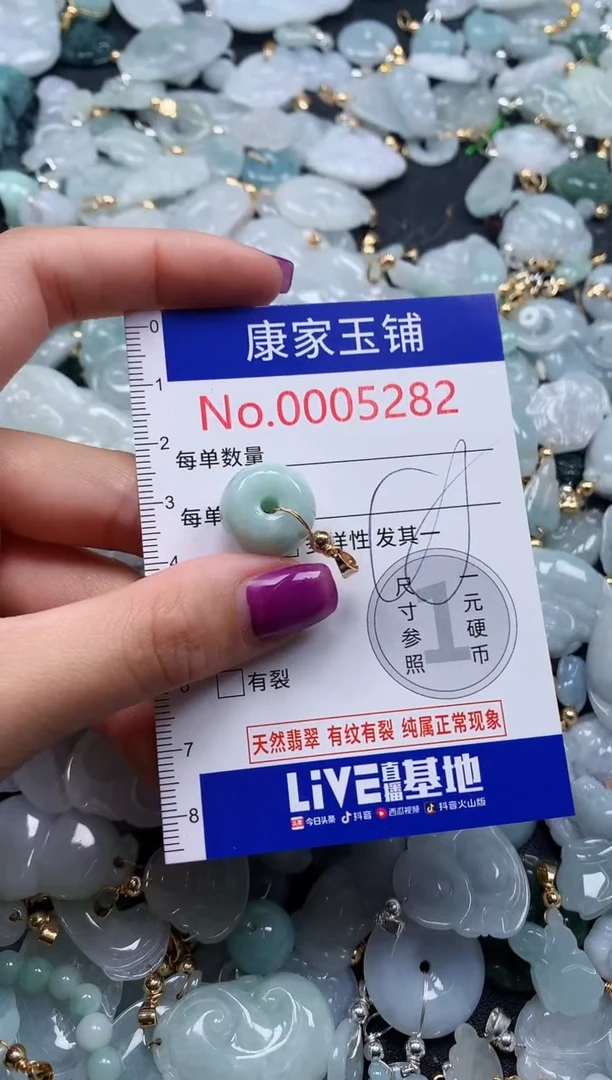 康家玉铺
No.0005282
每单数量
每单
样性 发其一
尺寸参照
一元硬币
1
有裂
天然翡翠 有纹有裂 纯属正常现象
LiVE直播基地
今日头条 抖音 西瓜视频 抖音火山版
0
1
2
3
4
6
7
8